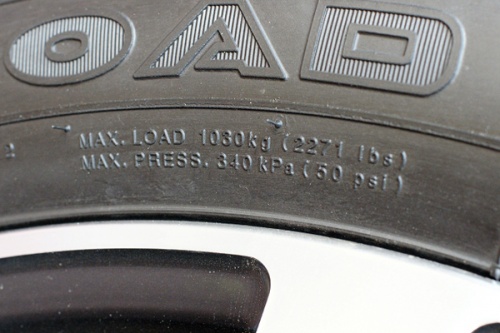 OAD
MAX. LOAD 1030kg (2271 lbs)
MAX. PRESS. 340 kPa (50 psi)